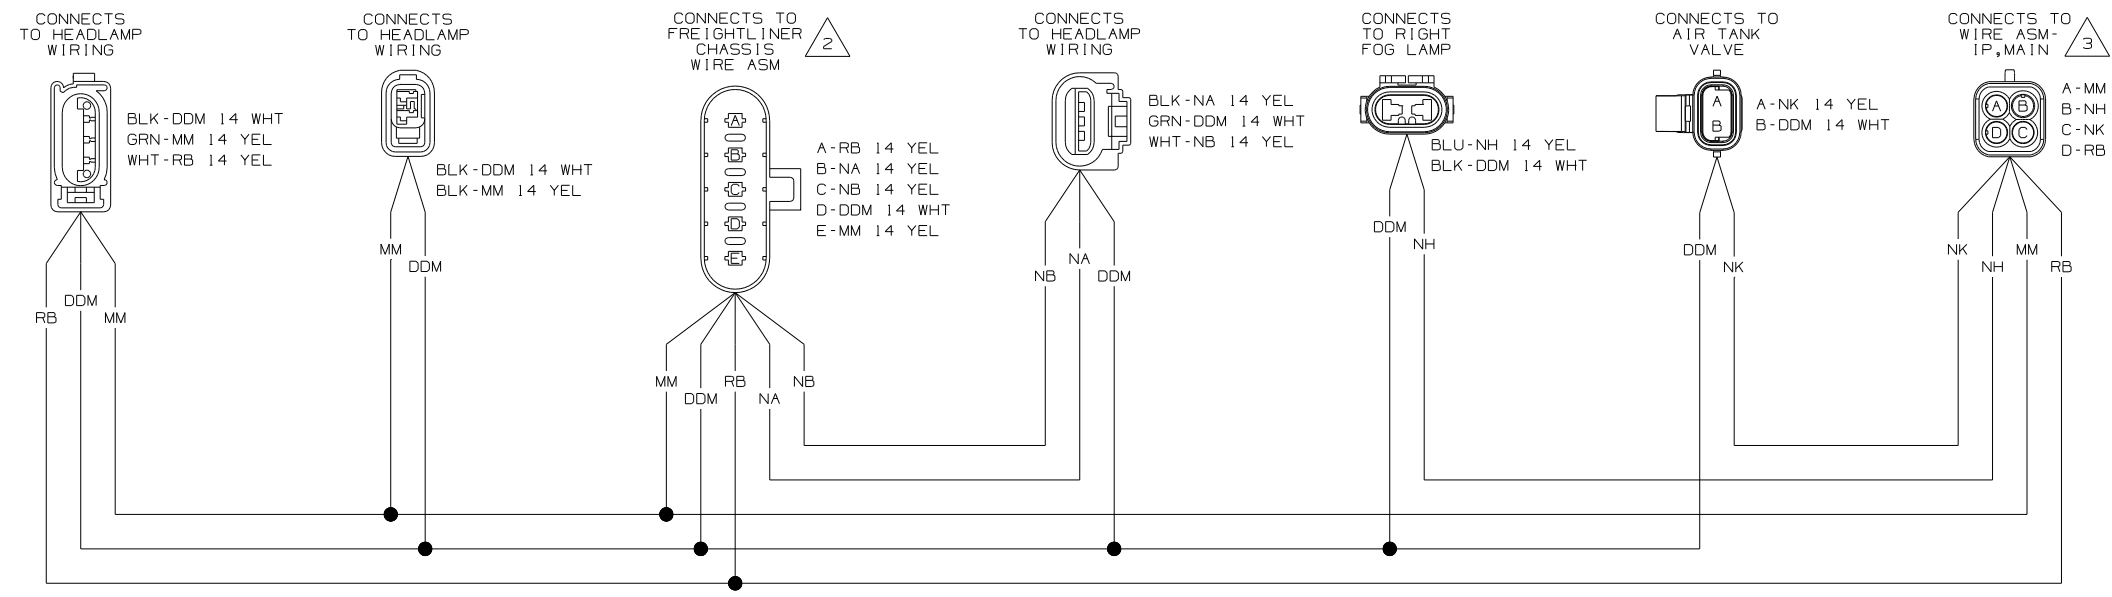 CONNECTS
TO HEADLAMP
WIRING
BLK-DDM 14 WHT
GRN-MM 14 YEL
WHT-RB 14 YEL
RB
DDM
MM
CONNECTS
TO HEADLAMP
WIRING
BLK-DDM 14 WHT
BLK-MM 14 YEL
MM
DDM
CONNECTS TO
FREIGHTLINER
CHASSIS
WIRE ASM
2
A
B
C
D
E
A-RB 14 YEL
B-NA 14 YEL
C-NB 14 YEL
D-DDM 14 WHT
E-MM 14 YEL
MM
DDM
RB
NA
NB
CONNECTS
TO HEADLAMP
WIRING
BLK-NA 14 YEL
GRN-DDM 14 WHT
WHT-NB 14 YEL
NB
NA
DDM
CONNECTS
TO RIGHT
FOG LAMP
BLU-NH 14 YEL
BLK-DDM 14 WHT
DDM
NH
CONNECTS TO
AIR TANK
VALVE
A
B
A-NK 14 YEL
B-DDM 14 WHT
DDM
NK
CONNECTS TO
WIRE ASM-
IP,MAIN
3
A B
D C
A-MM
B-NH
C-NK
D-RB
NK
NH
MM
RB